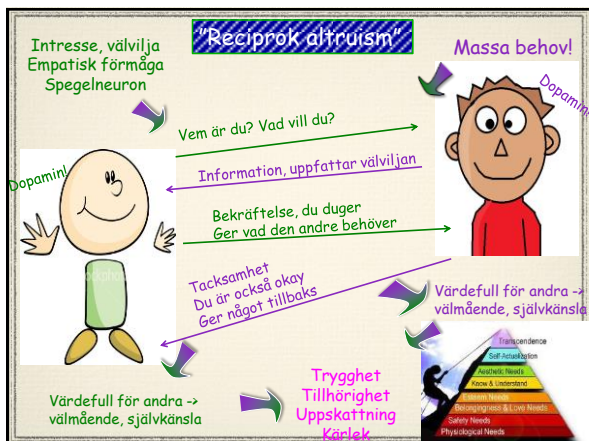 "Reciprok altruism"
Intresse, välvilja
Empatisk förmåga
Spegelneuron
Massa behov!
Dopamin!
Vem är du? Vad vill du?
Dopamin!
Information, uppfattar välviljan
Bekräftelse, du duger
Ger vad den andre behöver
Tacksamhet
Du är också okay
Ger något tillbaks
Värdefull för andra ->
välmående, självkänsla
Transcendence
Self-Actualization
Aesthetic Needs
Know & Understand
Esteem Needs
Belongingness & Love Needs
Safety Needs
Physiological Needs
Trygghet
Tillhörighet
Uppskattning
Kärlek
Värdefull för andra ->
välmående, självkänsla